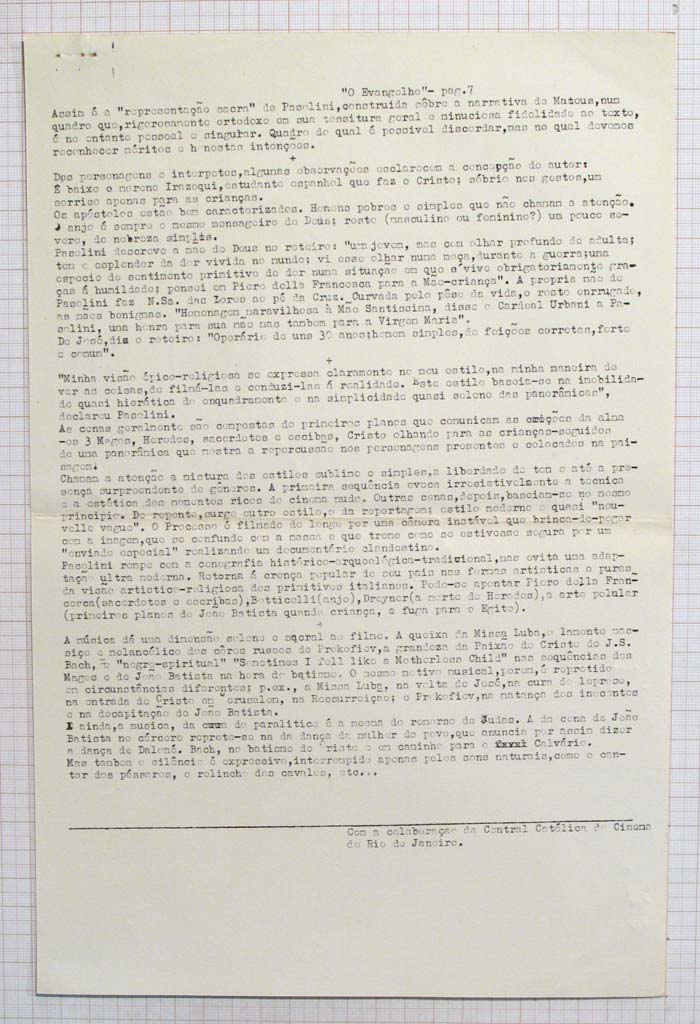 "O Evangelho"- pag.7
Assim é a "representação sacra" de Pasolini,construida sôbre a narrativa de Mateus,num
quadro que,rigorosamente ortodoxo em sua tessitura geral e minuciosa fidelidade ao texto,
é no entanto pessoal e singular. Quadro do qual é possivel discordar,mas no qual devemos
reconhecer méritos e h nestas intenções.
+
Dos personagens e interpetes,algumas observações esclarecem a concepção do autor:
É baixo e moreno Irazoqui,estudante espanhol que faz o Cristo; sóbrio nos gestos,um
sorriso apenas para as crianças.
Os apóstolos estão bem caracterizados. Homens pobres e simples que não chamam a atenção.
O anjo é sempre o mesmo mensageiro de Deus; rosto (masculino ou feminino?) um pouco se-
vero, de nobreza simples.
Pasolini descreve a mãe de Deus no roteiro: "um jovem, mas com olhar profundo de adulta;
tem o esplendor da dor vivida no mundo; vi esse olhar numa moça,durante a guerra;uma
especie de sentimento primitivo de dor numa situação em que s vive obrigatoriamente gra-
ças á humildade; pensei em Piero della Francesca para a Mãe-criança". A propria mãe de
Pasolini faz N.Sa. das Lores ao pé da Cruz. Curvada pelo pêso da vida,o rosto enrrugado,
as mãos benignas. "Homenagem maravilhosa à Mãe Santissima, disse o Cardeal Urbani a Pa-
solini, uma honra para sua mãe mas tambem para a Virgem Maria".
De José,diz o roteiro: "Operário de uns 30 anos;homem simples,de feições corretas,forte
e comum".
+
"Minha visão épico-religiosa se expressa claramente no meu estilo,na minha maneira de
ver as coisas,de filmá-las e conduzi-las á realidade. Este estilo baseia-se na imobilida-
de quasi hierática do enquadramento e na simplicidade quasi solene das panorâmicas",
declarou Pasolini.
As cenas geralmente são compostas de primeiros planos que comunicam as emoções da alma
-os 3 Magos, Herodes, sacerdotes e escibas, Cristo olhando para as crianças-seguidos
de uma panorâmica que mostra a repercussão nos personagens presentes e colocados na pai-
sagem.
Chamam a atenção a mistura dos estilos sublime e simples,a liberdade de tom e até a pre-
sença surpreendente de gêneros. A primeira sequência evoca irresistivelmente a tecnica
e a estética dos momentos ricos do cinema mudo. Outras cenas,depois,baseiam-se no mesmo
principio. De repente,surge outro estilo,o da reportagem; estilo moderno e quasi "nou-
velle vague". O Processo é filmado de longe por uma câmera instável que brinca-de-pegar
com a imagem,que se confunde com a massa e que treme como se estivesse segura por um
"enviado especial" realizando um documentário clandestino.
Pasolini rompe com a cenografia histórico-arqueológica-tradicional,mas evita uma adap-
tação ultra moderna. Retorna á crença popular do seu pais nas formas artisticas e puras
da visão artistico-religiosa dos primitivos italianos. Pode-se apontar Piero della Fran-
cesca(sacerdotes e escribas),Botticelli(anjo),Dreyner(a morte de Herodes),a arte polular
(primeiros planos de João Batista quando criança, a fuga para o Egito).
+
A música dá uma dimensão solene e sacral ao filme. A queixa da Missa Luba,o lamento mas-
siço e melancólico dos côros russos de Prokofiev,a grandeza da Paixão de Cristo de J.S.
Bach, o "negro-spiritual" "Sometimes I fell like a Motherless Child" nas sequências dos
Magos e de João Batista na hora do batismo. O mesmo motivo musical,porem,é repetido
em circunstâncias diferentes; p.ex., a Missa Luba, na volta de José,na cura do leproso,
na entrada de Cristo em Jerusalem, na Ressurreição; o Prokofiev,na matança dos inocentes
e na decapitação de João Batista.
E ainda,a musica, da do paralitico é a mesma do remorso de Judas. A da cena de João
Batista no cárcere repete-se na da dança da mulher do povo,que anuncia por assim dizer
a dança de Dalomé. Bach, no batismo de Cristo e em caminho para o Calvário.
Mas tambem o silêncio é expressivo,interrompido apenas pelos sons naturais,como o can-
tar dos pássaros, o relincho dos cavalos, etc...
Com a colaboração da Central Católica de Cinema
do Rio de Janeiro.